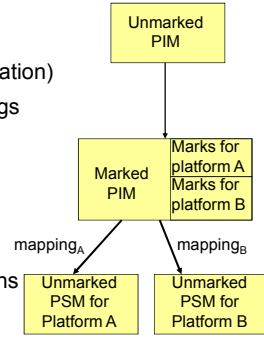 Unmarked
PIM
ation)
gs
Marked
PIM
Marks for
platform A
Marks for
platform B
mappingA
mappingB
ns
Unmarked
PSM for
Platform A
Unmarked
PSM for
Platform B